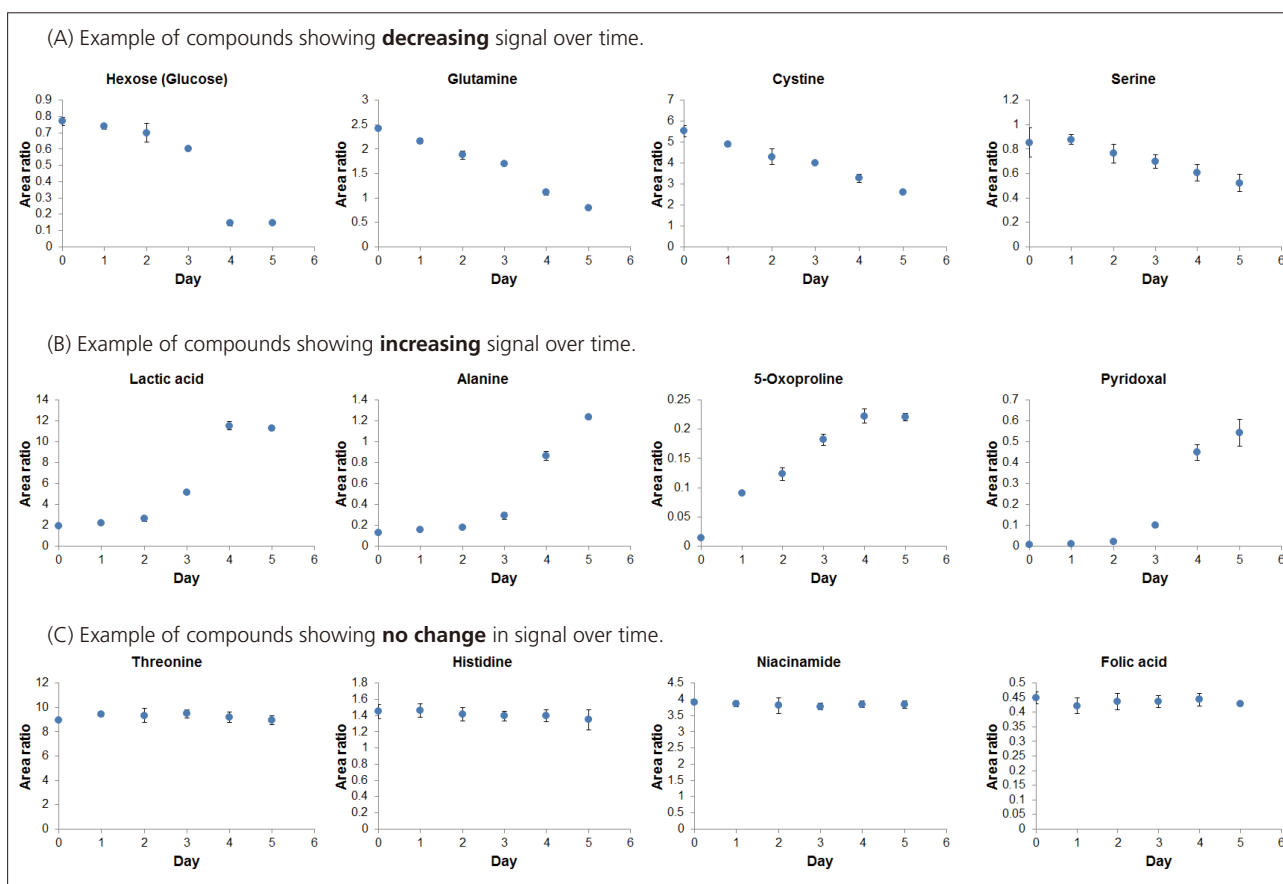 (A) Example of compounds showing decreasing signal over time.
Hexose (Glucose)
Area ratio
0.9
0.8
0.7
0.6
0.5
0.4
0.3
0.2
0.1
0
0 1 2 3 4 5 6
Day
Glutamine
Area ratio
3
2.5
2
1.5
1
0.5
0
0 1 2 3 4 5 6
Day
Cystine
Area ratio
7
6
5
4
3
2
1
0
0 1 2 3 4 5 6
Day
Serine
Area ratio
1.2
1
0.8
0.6
0.4
0.2
0
0 1 2 3 4 5 6
Day
(B) Example of compounds showing increasing signal over time.
Lactic acid
Area ratio
14
12
10
8
6
4
2
0
0 1 2 3 4 5 6
Day
Alanine
Area ratio
1.4
1.2
1
0.8
0.6
0.4
0.2
0
0 1 2 3 4 5 6
Day
5-Oxoproline
Area ratio
0.25
0.2
0.15
0.1
0.05
0
0 1 2 3 4 5 6
Day
Pyridoxal
Area ratio
0.7
0.6
0.5
0.4
0.3
0.2
0.1
0
0 1 2 3 4 5 6
Day
(C) Example of compounds showing no change in signal over time.
Threonine
Area ratio
12
10
8
6
4
2
0
0 1 2 3 4 5 6
Day
Histidine
Area ratio
1.8
1.6
1.4
1.2
1
0.8
0.6
0.4
0.2
0
0 1 2 3 4 5 6
Day
Niacinamide
Area ratio
4.5
4
3.5
3
2.5
2
1.5
1
0.5
0
0 1 2 3 4 5 6
Day
Folic acid
Area ratio
0.5
0.45
0.4
0.35
0.3
0.25
0.2
0.15
0.1
0.05
0
0 1 2 3 4 5 6
Day